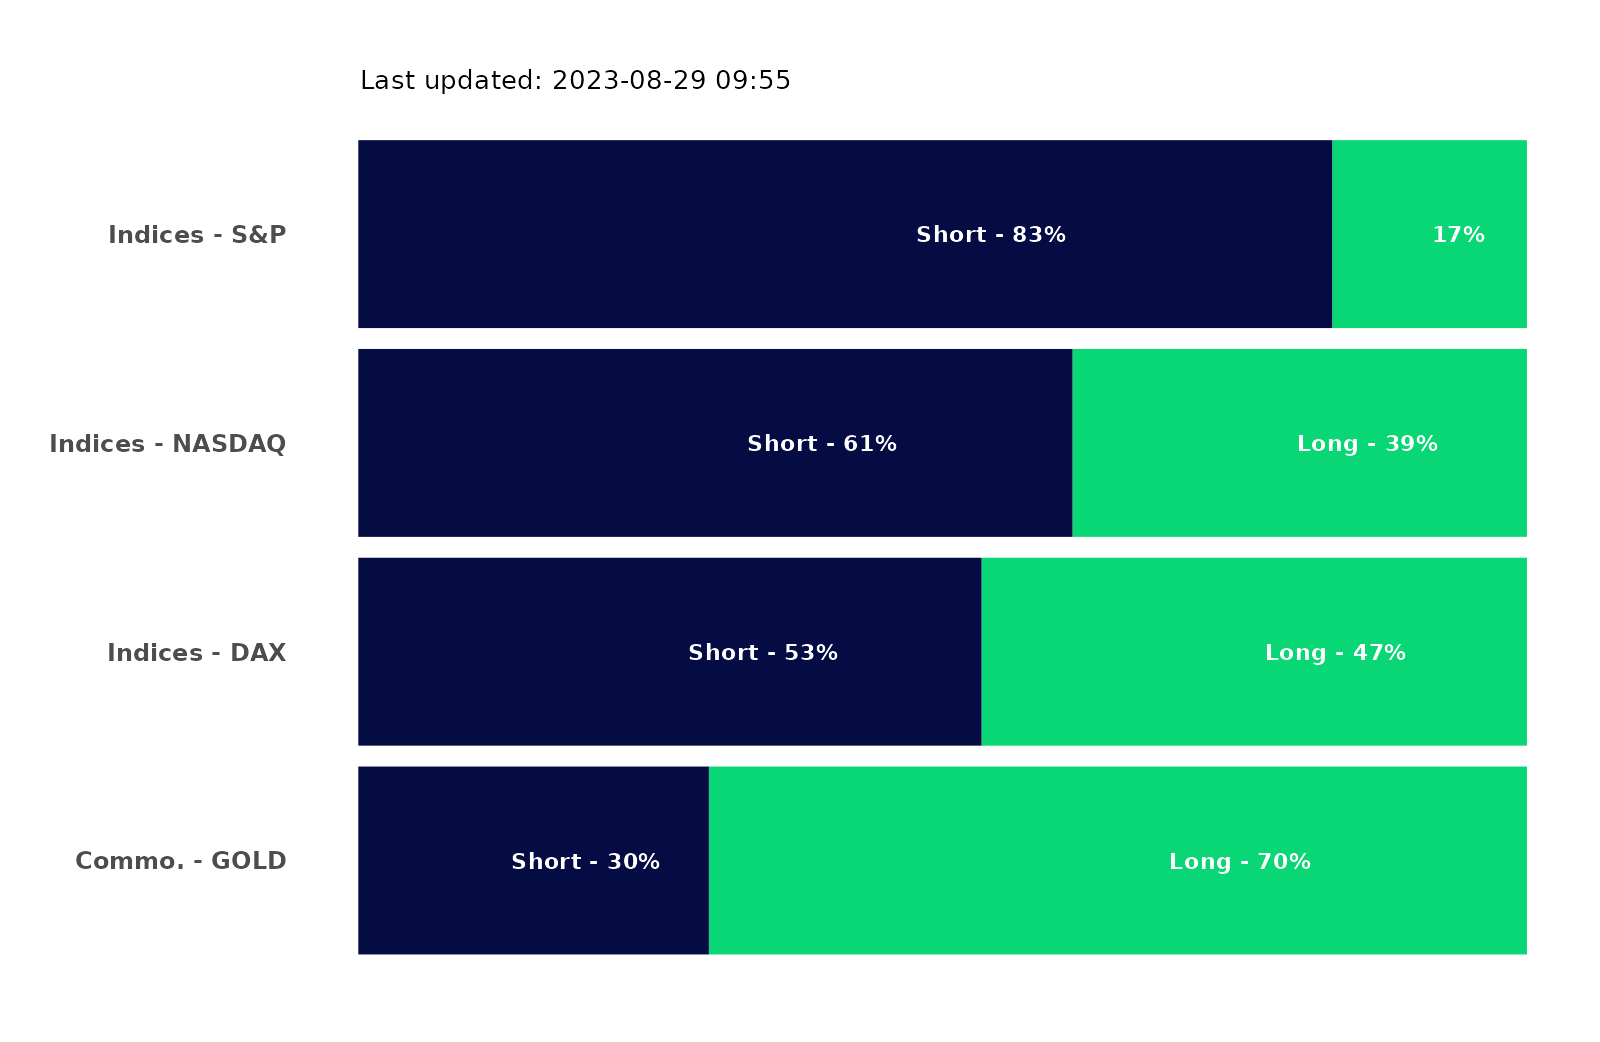 Last updated: 2023-08-29 09:55
Indices - S&P Short - 83% 17%
Indices - NASDAQ Short - 61% Long - 39%
Indices - DAX Short - 53% Long - 47%
Commo. - GOLD Short - 30% Long - 70%